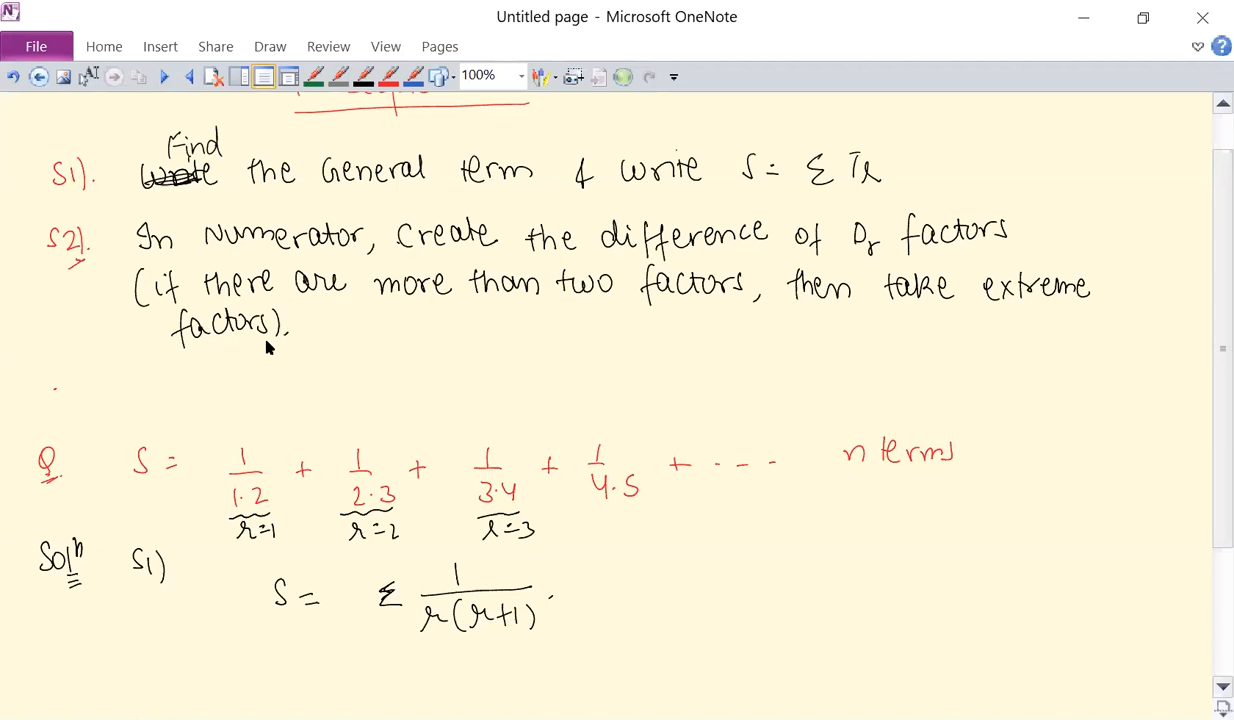 Untitled page - Microsoft OneNote
File Home Insert Share Draw Review View Pages
100%
Find
S1). the General term & write S = Σ Tr
S2). In Numerator, create the difference of Dr factors
(if there are more than two factors, then take extreme
factors).
Q. S = 1/1·2 + 1/2·3 + 1/3·4 + 1/4·5 + - - - n terms
r=1 r=2 r=3
Solⁿ S1)
S = Σ 1/r(r+1) .